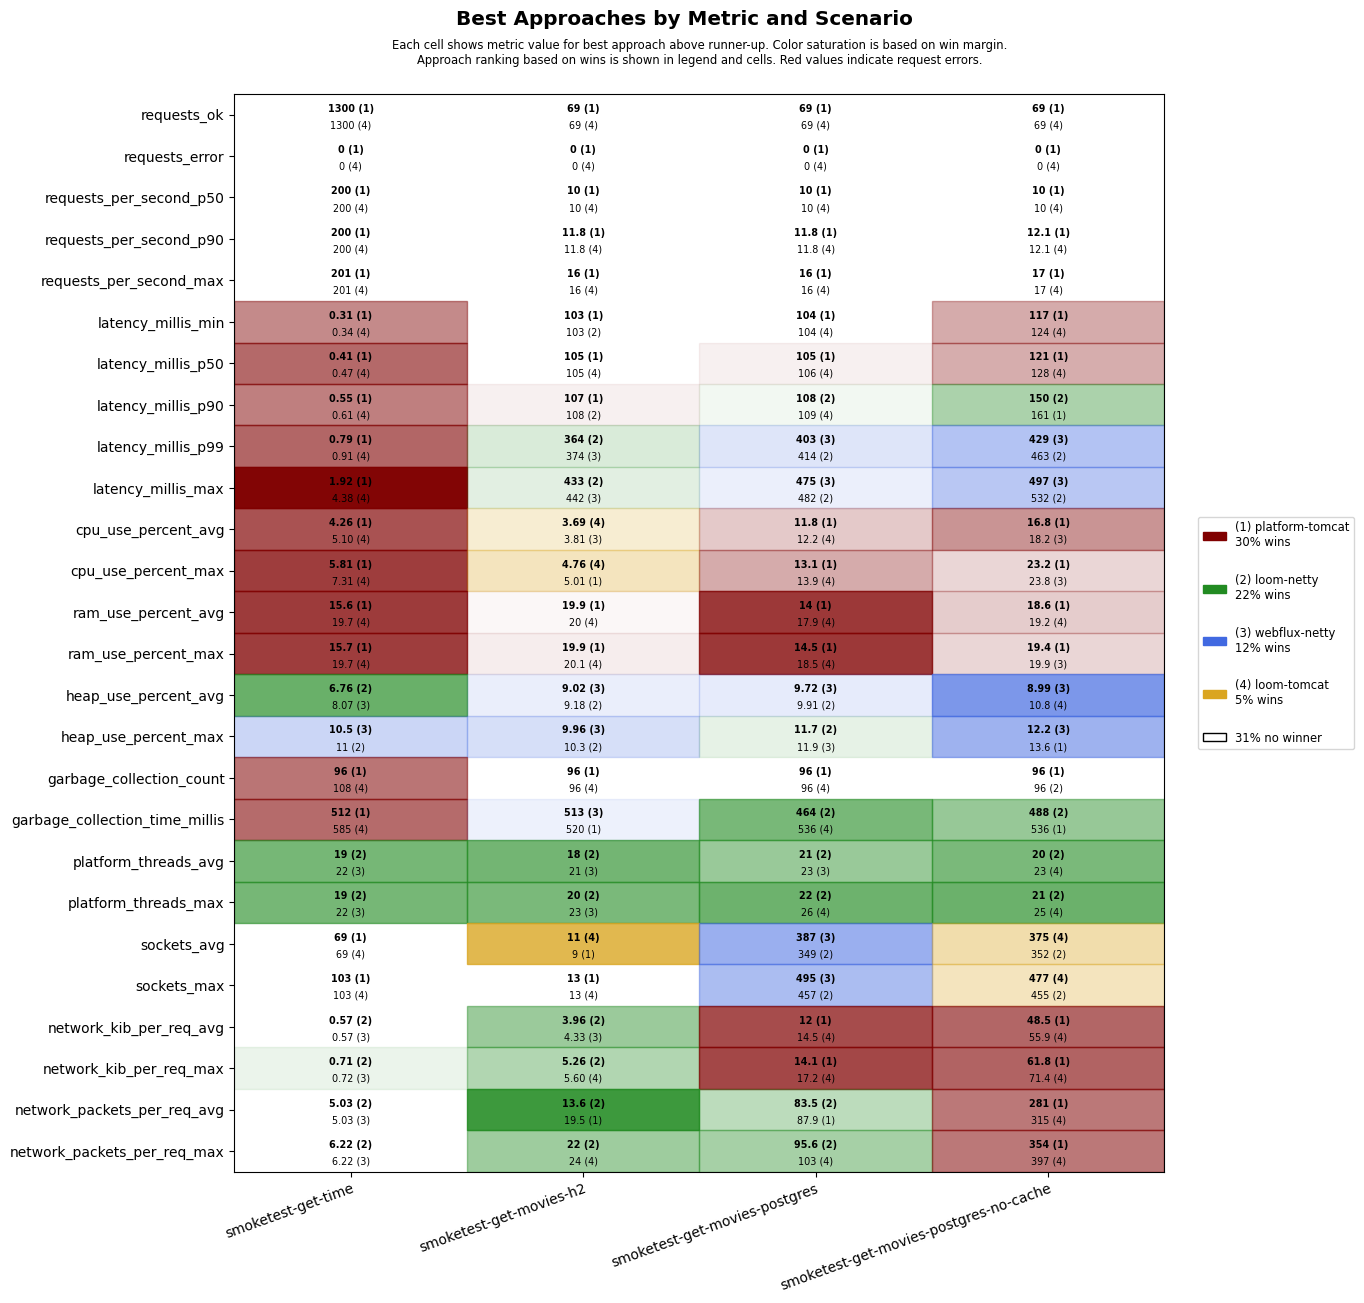 Best Approaches by Metric and Scenario
Each cell shows metric value for best approach above runner-up. Color saturation is based on win margin.
Approach ranking based on wins is shown in legend and cells. Red values indicate request errors.
requests_ok
1300 (1) 69 (1) 69 (1) 69 (1)
1300 (4) 69 (4) 69 (4) 69 (4)
requests_error
0 (1) 0 (1) 0 (1) 0 (1)
0 (4) 0 (4) 0 (4) 0 (4)
requests_per_second_p50
200 (1) 10 (1) 10 (1) 10 (1)
200 (4) 10 (4) 10 (4) 10 (4)
requests_per_second_p90
200 (1) 11.8 (1) 11.8 (1) 12.1 (1)
200 (4) 11.8 (4) 11.8 (4) 12.1 (4)
requests_per_second_max
201 (1) 16 (1) 16 (1) 17 (1)
201 (4) 16 (4) 16 (4) 17 (4)
latency_millis_min
0.31 (1) 103 (1) 104 (1) 117 (1)
0.34 (4) 103 (2) 104 (4) 124 (4)
latency_millis_p50
0.41 (1) 105 (1) 105 (1) 121 (1)
0.47 (4) 105 (4) 106 (4) 128 (4)
latency_millis_p90
0.55 (1) 107 (1) 108 (2) 150 (2)
0.61 (4) 108 (2) 109 (4) 161 (1)
latency_millis_p99
0.79 (1) 364 (2) 403 (3) 429 (3)
0.91 (4) 374 (3) 414 (2) 463 (2)
latency_millis_max
1.92 (1) 433 (2) 475 (3) 497 (3)
4.38 (4) 442 (3) 482 (2) 532 (2)
cpu_use_percent_avg
4.26 (1) 3.69 (4) 11.8 (1) 16.8 (1)
5.10 (4) 3.81 (3) 12.2 (4) 18.2 (3)
cpu_use_percent_max
5.81 (1) 4.76 (4) 13.1 (1) 23.2 (1)
7.31 (4) 5.01 (1) 13.9 (4) 23.8 (3)
ram_use_percent_avg
15.6 (1) 19.9 (1) 14 (1) 18.6 (1)
19.7 (4) 20 (4) 17.9 (4) 19.2 (4)
ram_use_percent_max
15.7 (1) 19.9 (1) 14.5 (1) 19.4 (1)
19.7 (4) 20.1 (4) 18.5 (4) 19.9 (3)
heap_use_percent_avg
6.76 (2) 9.02 (3) 9.72 (3) 8.99 (3)
8.07 (3) 9.18 (2) 9.91 (2) 10.8 (4)
heap_use_percent_max
10.5 (3) 9.96 (3) 11.7 (2) 12.2 (3)
11 (2) 10.3 (2) 11.9 (3) 13.6 (1)
garbage_collection_count
96 (1) 96 (1) 96 (1) 96 (1)
108 (4) 96 (4) 96 (4) 96 (2)
garbage_collection_time_millis
512 (1) 513 (3) 464 (2) 488 (2)
585 (4) 520 (1) 536 (4) 536 (1)
platform_threads_avg
19 (2) 18 (2) 21 (2) 20 (2)
22 (3) 21 (3) 23 (3) 23 (4)
platform_threads_max
19 (2) 20 (2) 22 (2) 21 (2)
22 (3) 23 (3) 26 (4) 25 (4)
sockets_avg
69 (1) 11 (4) 387 (3) 375 (4)
69 (4) 9 (1) 349 (2) 352 (2)
sockets_max
103 (1) 13 (1) 495 (3) 477 (4)
103 (4) 13 (4) 457 (2) 455 (2)
network_kib_per_req_avg
0.57 (2) 3.96 (2) 12 (1) 48.5 (1)
0.57 (3) 4.33 (3) 14.5 (4) 55.9 (4)
network_kib_per_req_max
0.71 (2) 5.26 (2) 14.1 (1) 61.8 (1)
0.72 (3) 5.60 (4) 17.2 (4) 71.4 (4)
network_packets_per_req_avg
5.03 (2) 13.6 (2) 83.5 (2) 281 (1)
5.03 (3) 19.5 (1) 87.9 (1) 315 (4)
network_packets_per_req_max
6.22 (2) 22 (2) 95.6 (2) 354 (1)
6.22 (3) 24 (4) 103 (4) 397 (4)
smoketest-get-time
smoketest-get-movies-h2
smoketest-get-movies-postgres
smoketest-get-movies-postgres-no-cache
(1) platform-tomcat
30% wins
(2) loom-netty
22% wins
(3) webflux-netty
12% wins
(4) loom-tomcat
5% wins
31% no winner